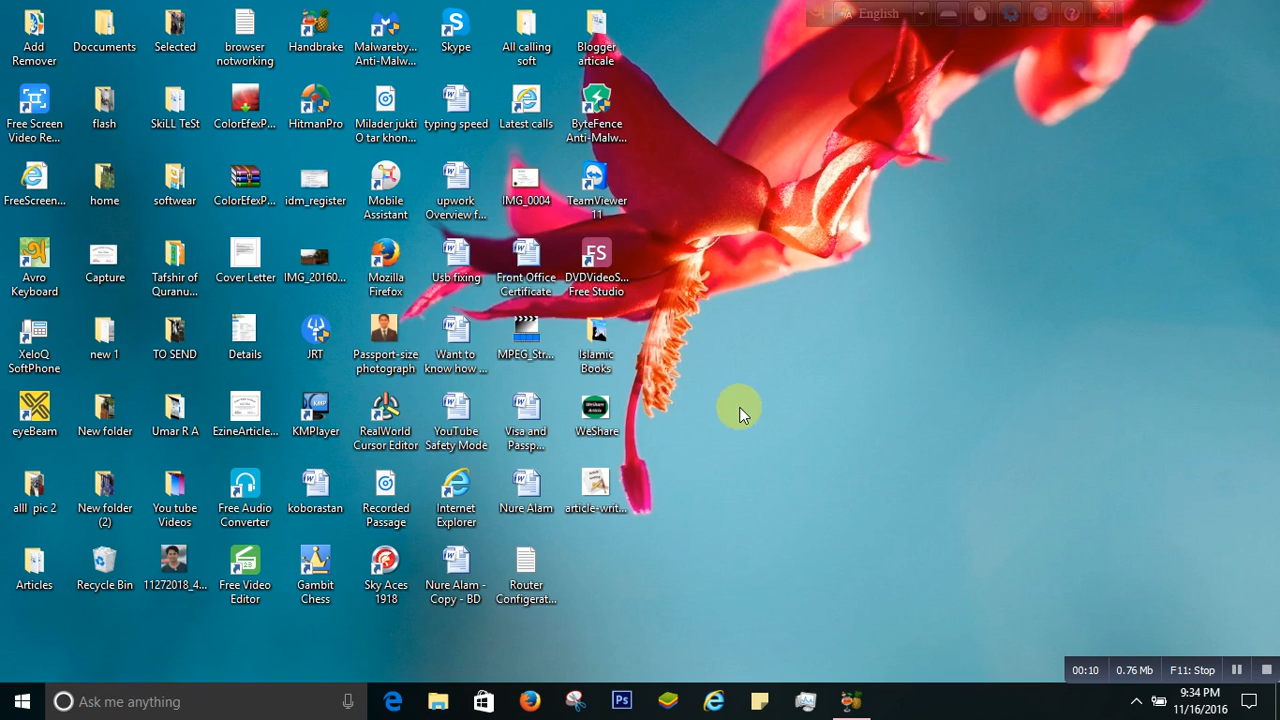 English
Add
Remover
Doccuments
Selected
browser
notworking
Handbrake
Malwareby...
Anti-Malw...
Skype
All calling
soft
Blogger
articale
Free Screen
Video Re...
flash
SkiLL TeSt
ColorEfexP...
HitmanPro
Milader jukti
O tar khon...
typing speed
Latest calls
ByteFence
Anti-Malw...
FreeScreen...
home
softwear
ColorEfexP...
idm_register
Mobile
Assistant
upwork
Overview f...
IMG_0004
TeamViewer
11
Avro
Keyboard
Capture
Tafshir of
Quranu...
Cover Letter
IMG_20160...
Mozilla
Firefox
Usb fixing
Front Office
Certificate
FS
DVDVideoS...
Free Studio
XeloQ
SoftPhone
new 1
TO SEND
Details
JRT
Passport-size
photograph
Want to
know how ...
MPEG_Str...
Islamic
Books
eyeBeam
New folder
Umar R A
EzineArticle...
KMPlayer
RealWorld
Cursor Editor
YouTube
Safety Mode
Visa and
Passp...
WeShare
alll  pic 2
New folder
(2)
You tube
Videos
Free Audio
Converter
koborastan
Recorded
Passage
Internet
Explorer
Nure Alam
article-writ...
Articles
Recycle Bin
11272018_4...
Free Video
Editor
Gambit
Chess
Sky Aces
1918
Nure Alam -
Copy - BD
Router
Configerat...
00:10
0.76 Mb
F11: Stop
Ask me anything
Ps
9:34 PM
11/16/2016